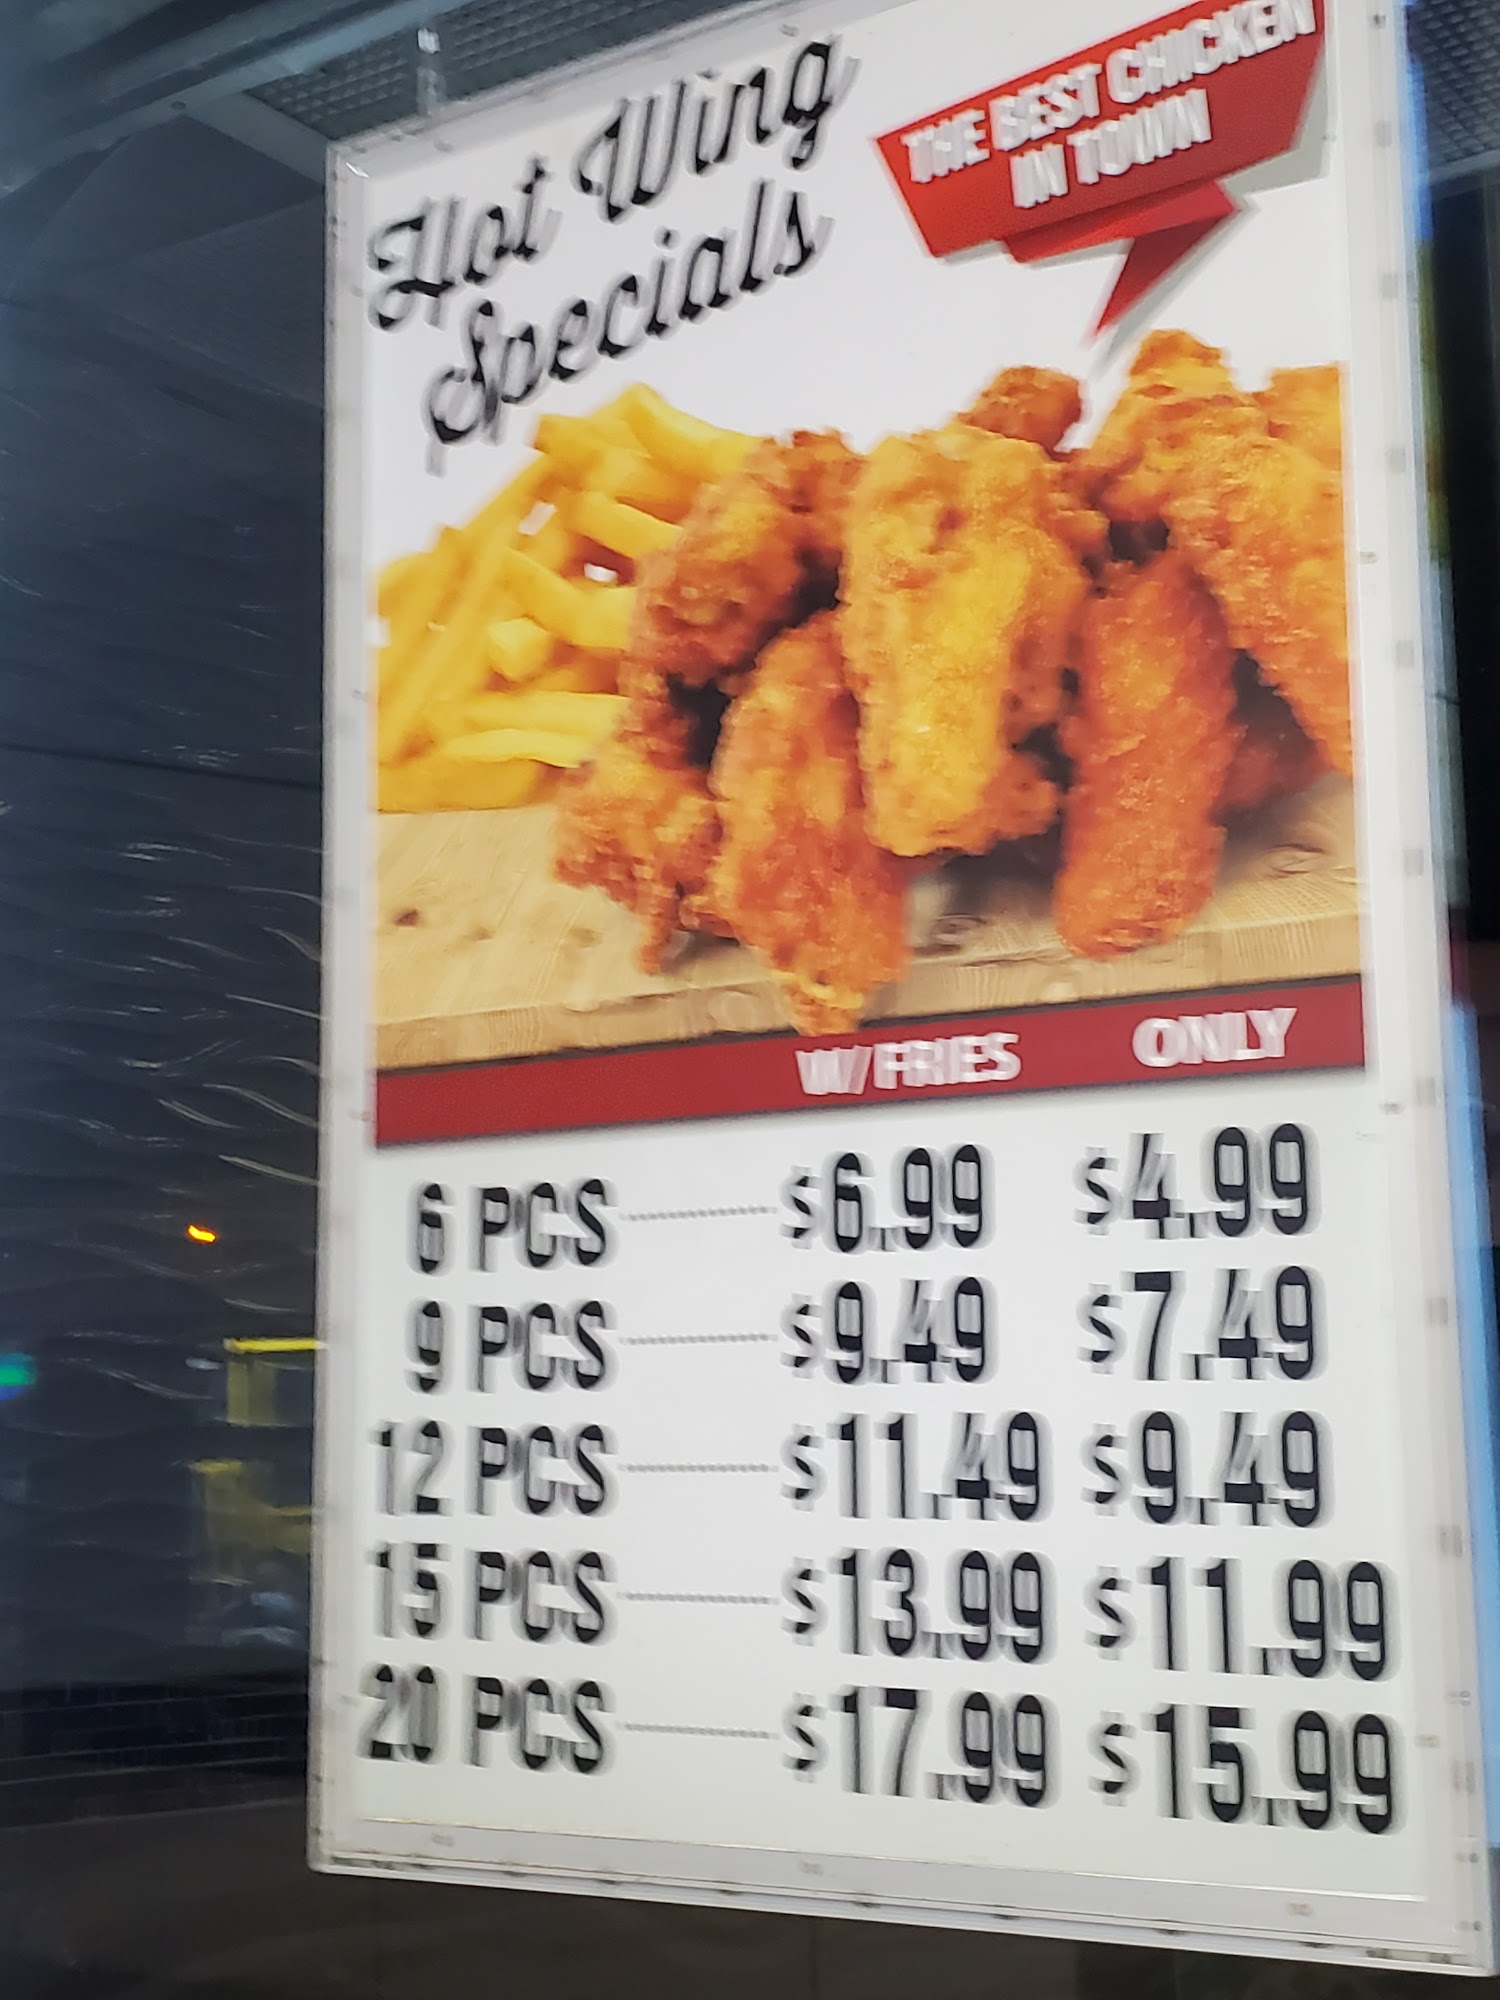 Hot Wing
Specials
THE BEST CHICKEN
IN TOWN
W/FRIES ONLY
6 PCS $6.99 $4.99
9 PCS $9.49 $7.49
12 PCS $11.49 $9.49
15 PCS $13.99 $11.99
20 PCS $17.99 $15.99